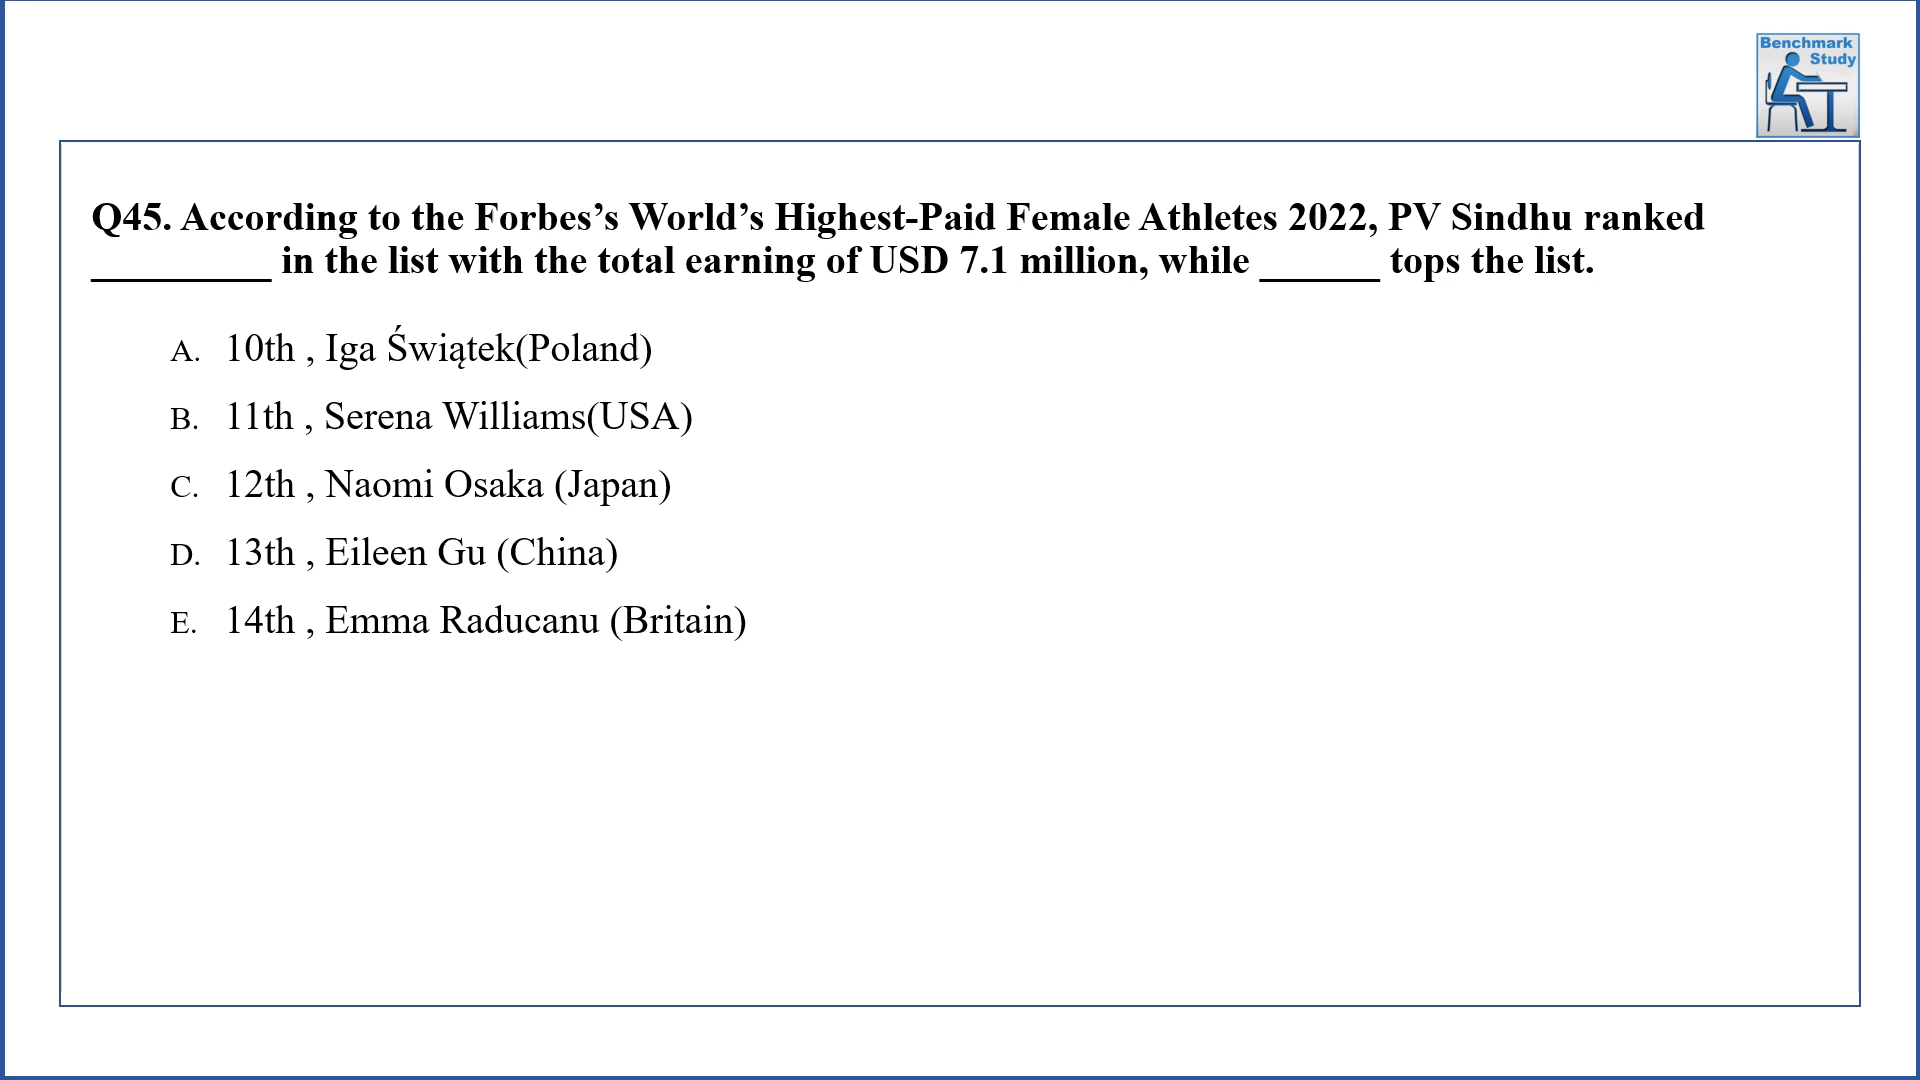 Benchmark
Study
Q45. According to the Forbes’s World’s Highest-Paid Female Athletes 2022, PV Sindhu ranked
_________ in the list with the total earning of USD 7.1 million, while ______ tops the list.
A. 10th , Iga Świątek(Poland)
B. 11th , Serena Williams(USA)
C. 12th , Naomi Osaka (Japan)
D. 13th , Eileen Gu (China)
E. 14th , Emma Raducanu (Britain)